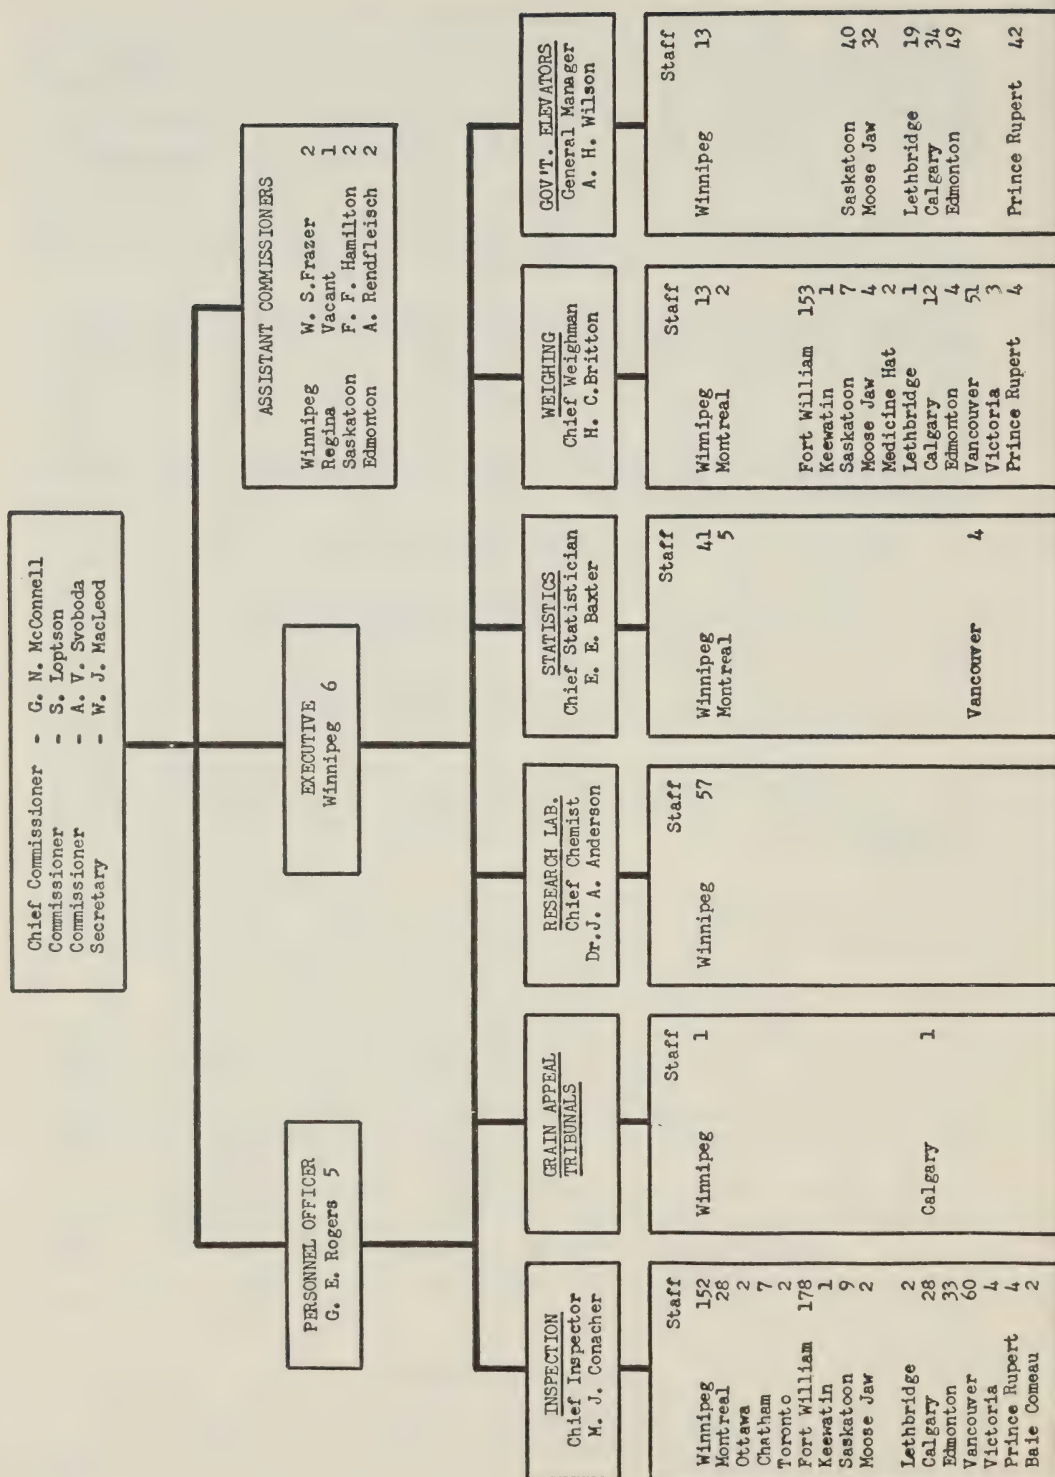 Chief Commissioner - G. N. McConnell
Commissioner - S. Loptson
Commissioner - A. V. Svoboda
Secretary - W. J. MacLeod
PERSONNEL OFFICER
G. E. Rogers 5
EXECUTIVE
Winnipeg 6
ASSISTANT COMMISSIONERS
Winnipeg W. S.Frazer 2
Regina Vacant 1
Saskatoon F. F. Hamilton 2
Edmonton A. Rendfleisch 2
INSPECTION
Chief Inspector
M. J. Conacher
Staff
Winnipeg 152
Montreal 28
Ottawa 2
Chatham 7
Toronto 2
Fort William 178
Keewatin 1
Saskatoon 9
Moose Jaw 2
Lethbridge 2
Calgary 28
Edmonton 33
Vancouver 60
Victoria 4
Prince Rupert 4
Baie Comeau 2
GRAIN APPEAL
TRIBUNALS
Staff
Winnipeg 1
Calgary 1
RESEARCH LAB.
Chief Chemist
Dr.J. A. Anderson
Staff
Winnipeg 57
STATISTICS
Chief Statistician
E. E. Baxter
Staff
Winnipeg 41
Montreal 5
Vancouver 4
WEIGHING
Chief Weighman
H. C.Britton
Staff
Winnipeg 13
Montreal 2
Fort William 153
Keewatin 1
Saskatoon 7
Moose Jaw 4
Medicine Hat 2
Lethbridge 1
Calgary 12
Edmonton 4
Vancouver 51
Victoria 3
Prince Rupert 4
GOV'T. ELEVATORS
General Manager
A. H. Wilson
Staff
Winnipeg 13
Saskatoon 40
Moose Jaw 32
Lethbridge 19
Calgary 34
Edmonton 49
Prince Rupert 42